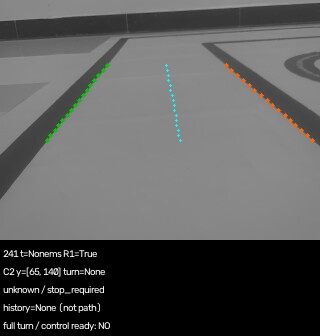 241 t=Nonems R1=True
C2 y=[65, 140] turn=None
unknown / stop_required
history=None (not path)
full turn / control ready: NO